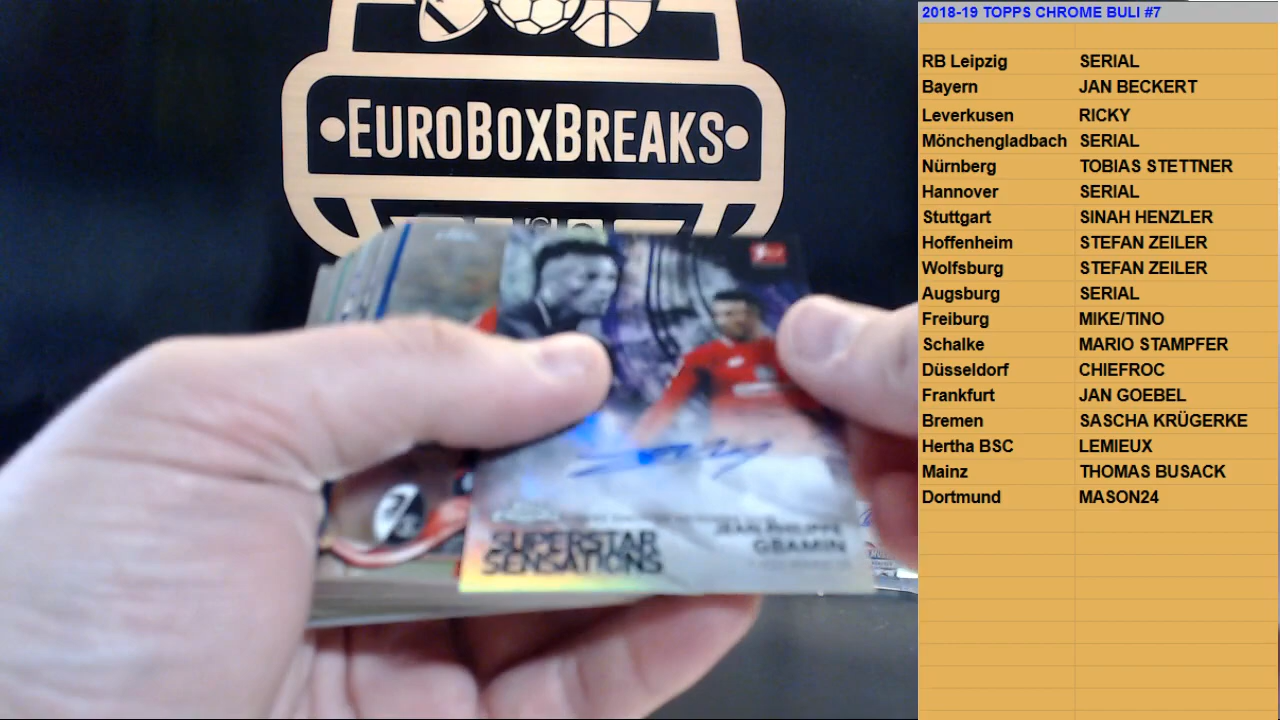 EUROBOXBREAKS
SUPERSTAR
SENSATIONS
JEAN-PHILIPPE
GBAMIN
2018-19 TOPPS CHROME BULI #7
RB Leipzig SERIAL
Bayern JAN BECKERT
Leverkusen RICKY
Mönchengladbach SERIAL
Nürnberg TOBIAS STETTNER
Hannover SERIAL
Stuttgart SINAH HENZLER
Hoffenheim STEFAN ZEILER
Wolfsburg STEFAN ZEILER
Augsburg SERIAL
Freiburg MIKE/TINO
Schalke MARIO STAMPFER
Düsseldorf CHIEFROC
Frankfurt JAN GOEBEL
Bremen SASCHA KRÜGERKE
Hertha BSC LEMIEUX
Mainz THOMAS BUSACK
Dortmund MASON24